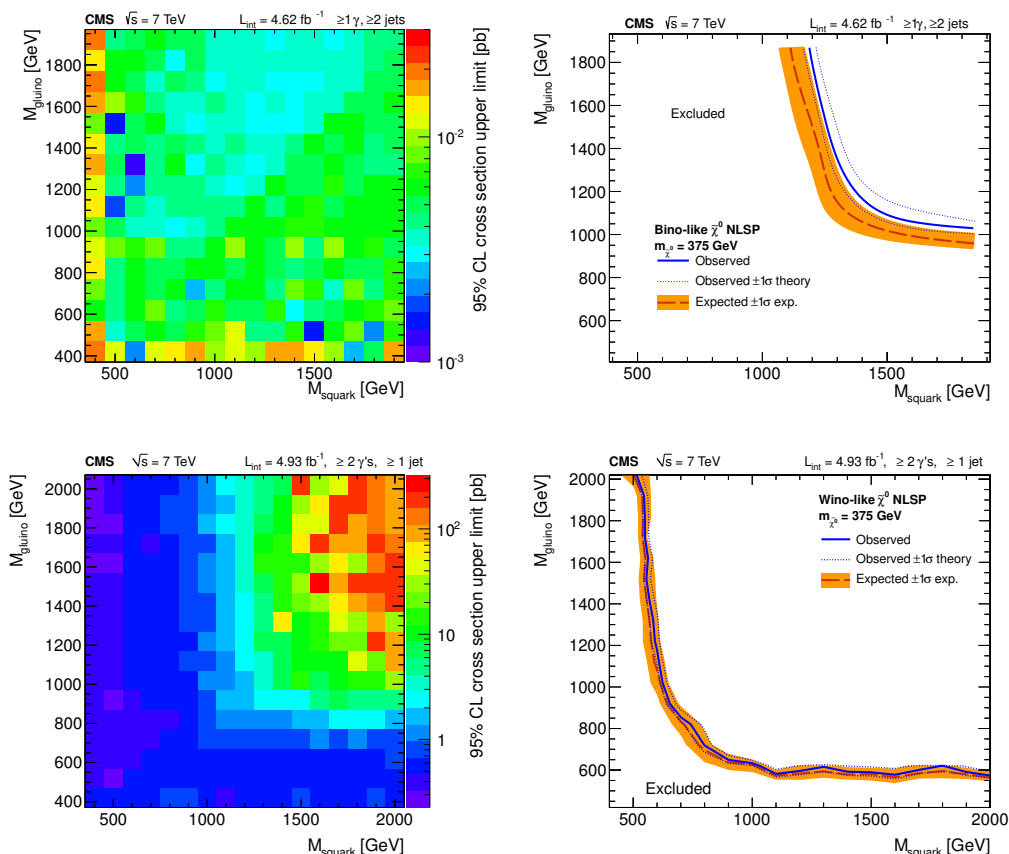 CMS √s = 7 TeV L_int = 4.62 fb⁻¹ ≥1γ, ≥2 jets
M_gluino [GeV]
1800
1600
1400
1200
1000
800
600
400
500 1000 1500
M_squark [GeV]
10⁻²
10⁻³
95% CL cross section upper limit [pb]
CMS √s = 7 TeV L_int = 4.62 fb⁻¹ ≥1γ, ≥2 jets
M_gluino [GeV]
1800
1600
1400
1200
1000
800
600
Excluded
Bino-like χ̃⁰ NLSP
m_χ̃⁰ = 375 GeV
Observed
Observed ±1σ theory
Expected ±1σ exp.
500 1000 1500
M_squark [GeV]
CMS √s = 7 TeV L_int = 4.93 fb⁻¹, ≥ 2 γ's, ≥ 1 jet
M_gluino [GeV]
2000
1800
1600
1400
1200
1000
800
600
400
500 1000 1500 2000
M_squark [GeV]
10²
10
1
95% CL cross section upper limit [pb]
CMS √s = 7 TeV L_int = 4.93 fb⁻¹, ≥ 2 γ's, ≥ 1 jet
M_gluino [GeV]
2000
1800
1600
1400
1200
1000
800
600
Wino-like χ̃⁰ NLSP
m_χ̃⁰ = 375 GeV
Observed
Observed ±1σ theory
Expected ±1σ exp.
Excluded
500 1000 1500 2000
M_squark [GeV]